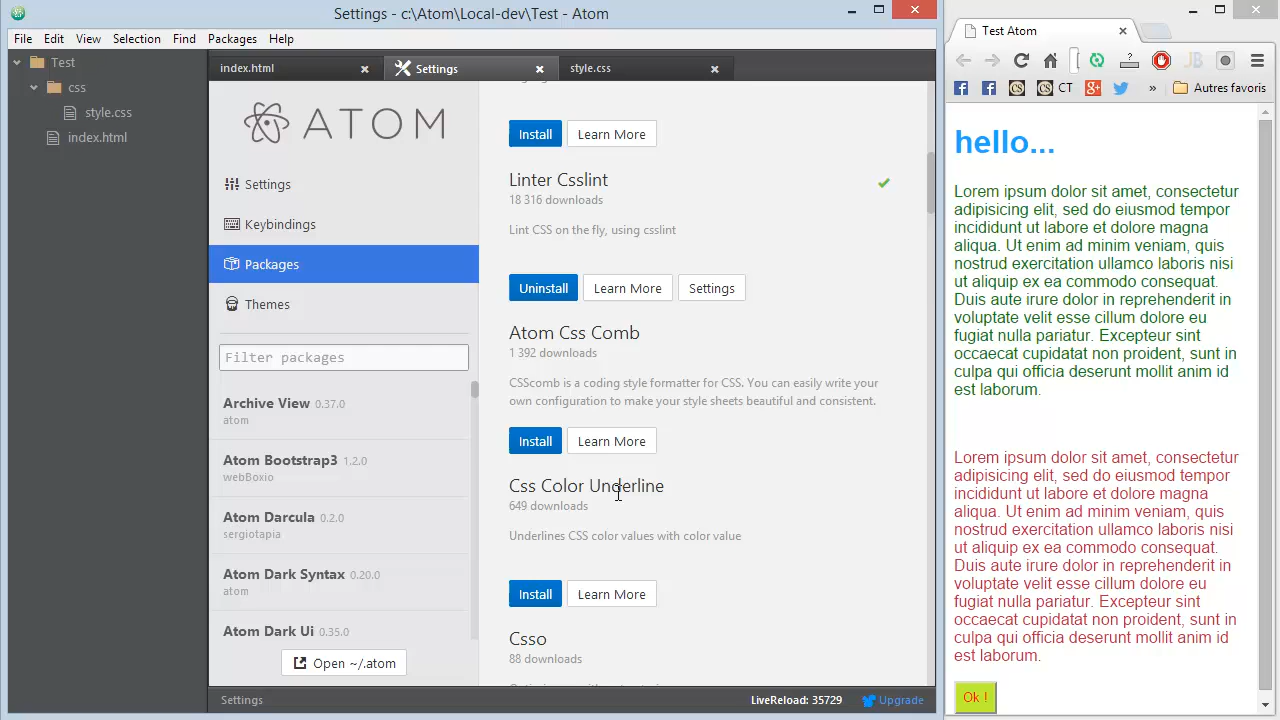 Settings - c:\Atom\Local-dev\Test - Atom
File Edit View Selection Find Packages Help
Test
css
style.css
index.html
index.html
Settings
style.css
ATOM
Settings
Keybindings
Packages
Themes
Filter packages
Archive View 0.37.0
atom
Atom Bootstrap3 1.2.0
webBoxio
Atom Darcula 0.2.0
sergiotapia
Atom Dark Syntax 0.20.0
atom
Atom Dark Ui 0.35.0
Open ~/.atom
Install Learn More
Linter Csslint
18 316 downloads
Lint CSS on the fly, using csslint
Uninstall Learn More Settings
Atom Css Comb
1 392 downloads
CSScomb is a coding style formatter for CSS. You can easily write your
own configuration to make your style sheets beautiful and consistent.
Install Learn More
Css Color Underline
649 downloads
Underlines CSS color values with color value
Install Learn More
Csso
88 downloads
Settings
LiveReload: 35729 Upgrade
Test Atom
JB
CS CS CT Autres favoris
hello...
Lorem ipsum dolor sit amet, consectetur
adipisicing elit, sed do eiusmod tempor
incididunt ut labore et dolore magna
aliqua. Ut enim ad minim veniam, quis
nostrud exercitation ullamco laboris nisi
ut aliquip ex ea commodo consequat.
Duis aute irure dolor in reprehenderit in
voluptate velit esse cillum dolore eu
fugiat nulla pariatur. Excepteur sint
occaecat cupidatat non proident, sunt in
culpa qui officia deserunt mollit anim id
est laborum.
Lorem ipsum dolor sit amet, consectetur
adipisicing elit, sed do eiusmod tempor
incididunt ut labore et dolore magna
aliqua. Ut enim ad minim veniam, quis
nostrud exercitation ullamco laboris nisi
ut aliquip ex ea commodo consequat.
Duis aute irure dolor in reprehenderit in
voluptate velit esse cillum dolore eu
fugiat nulla pariatur. Excepteur sint
occaecat cupidatat non proident, sunt in
culpa qui officia deserunt mollit anim id
est laborum.
Ok !